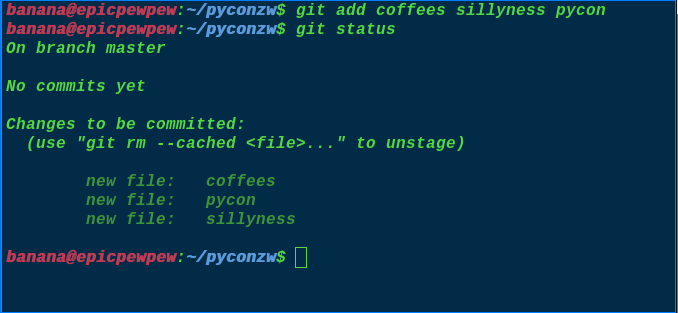 banana@epicpewpew:~/pyconzw$ git add coffees sillyness pycon
banana@epicpewpew:~/pyconzw$ git status
On branch master
No commits yet
Changes to be committed:
(use "git rm --cached <file>..." to unstage)
new file: coffees
new file: pycon
new file: sillyness
banana@epicpewpew:~/pyconzw$